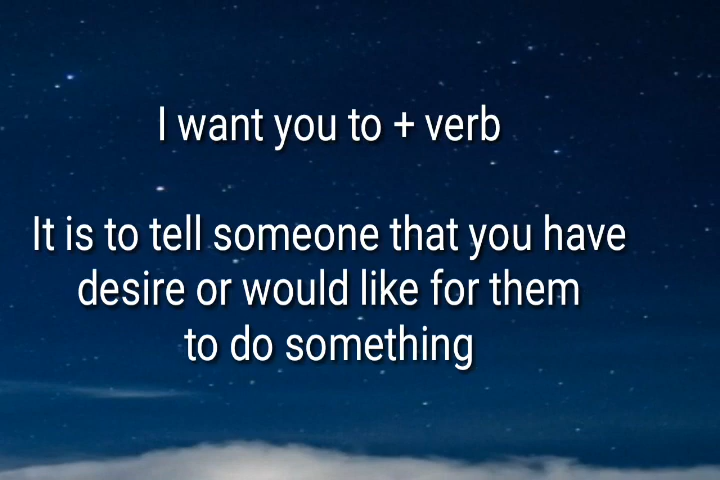 I want you to + verb
It is to tell someone that you have
desire or would like for them
to do something